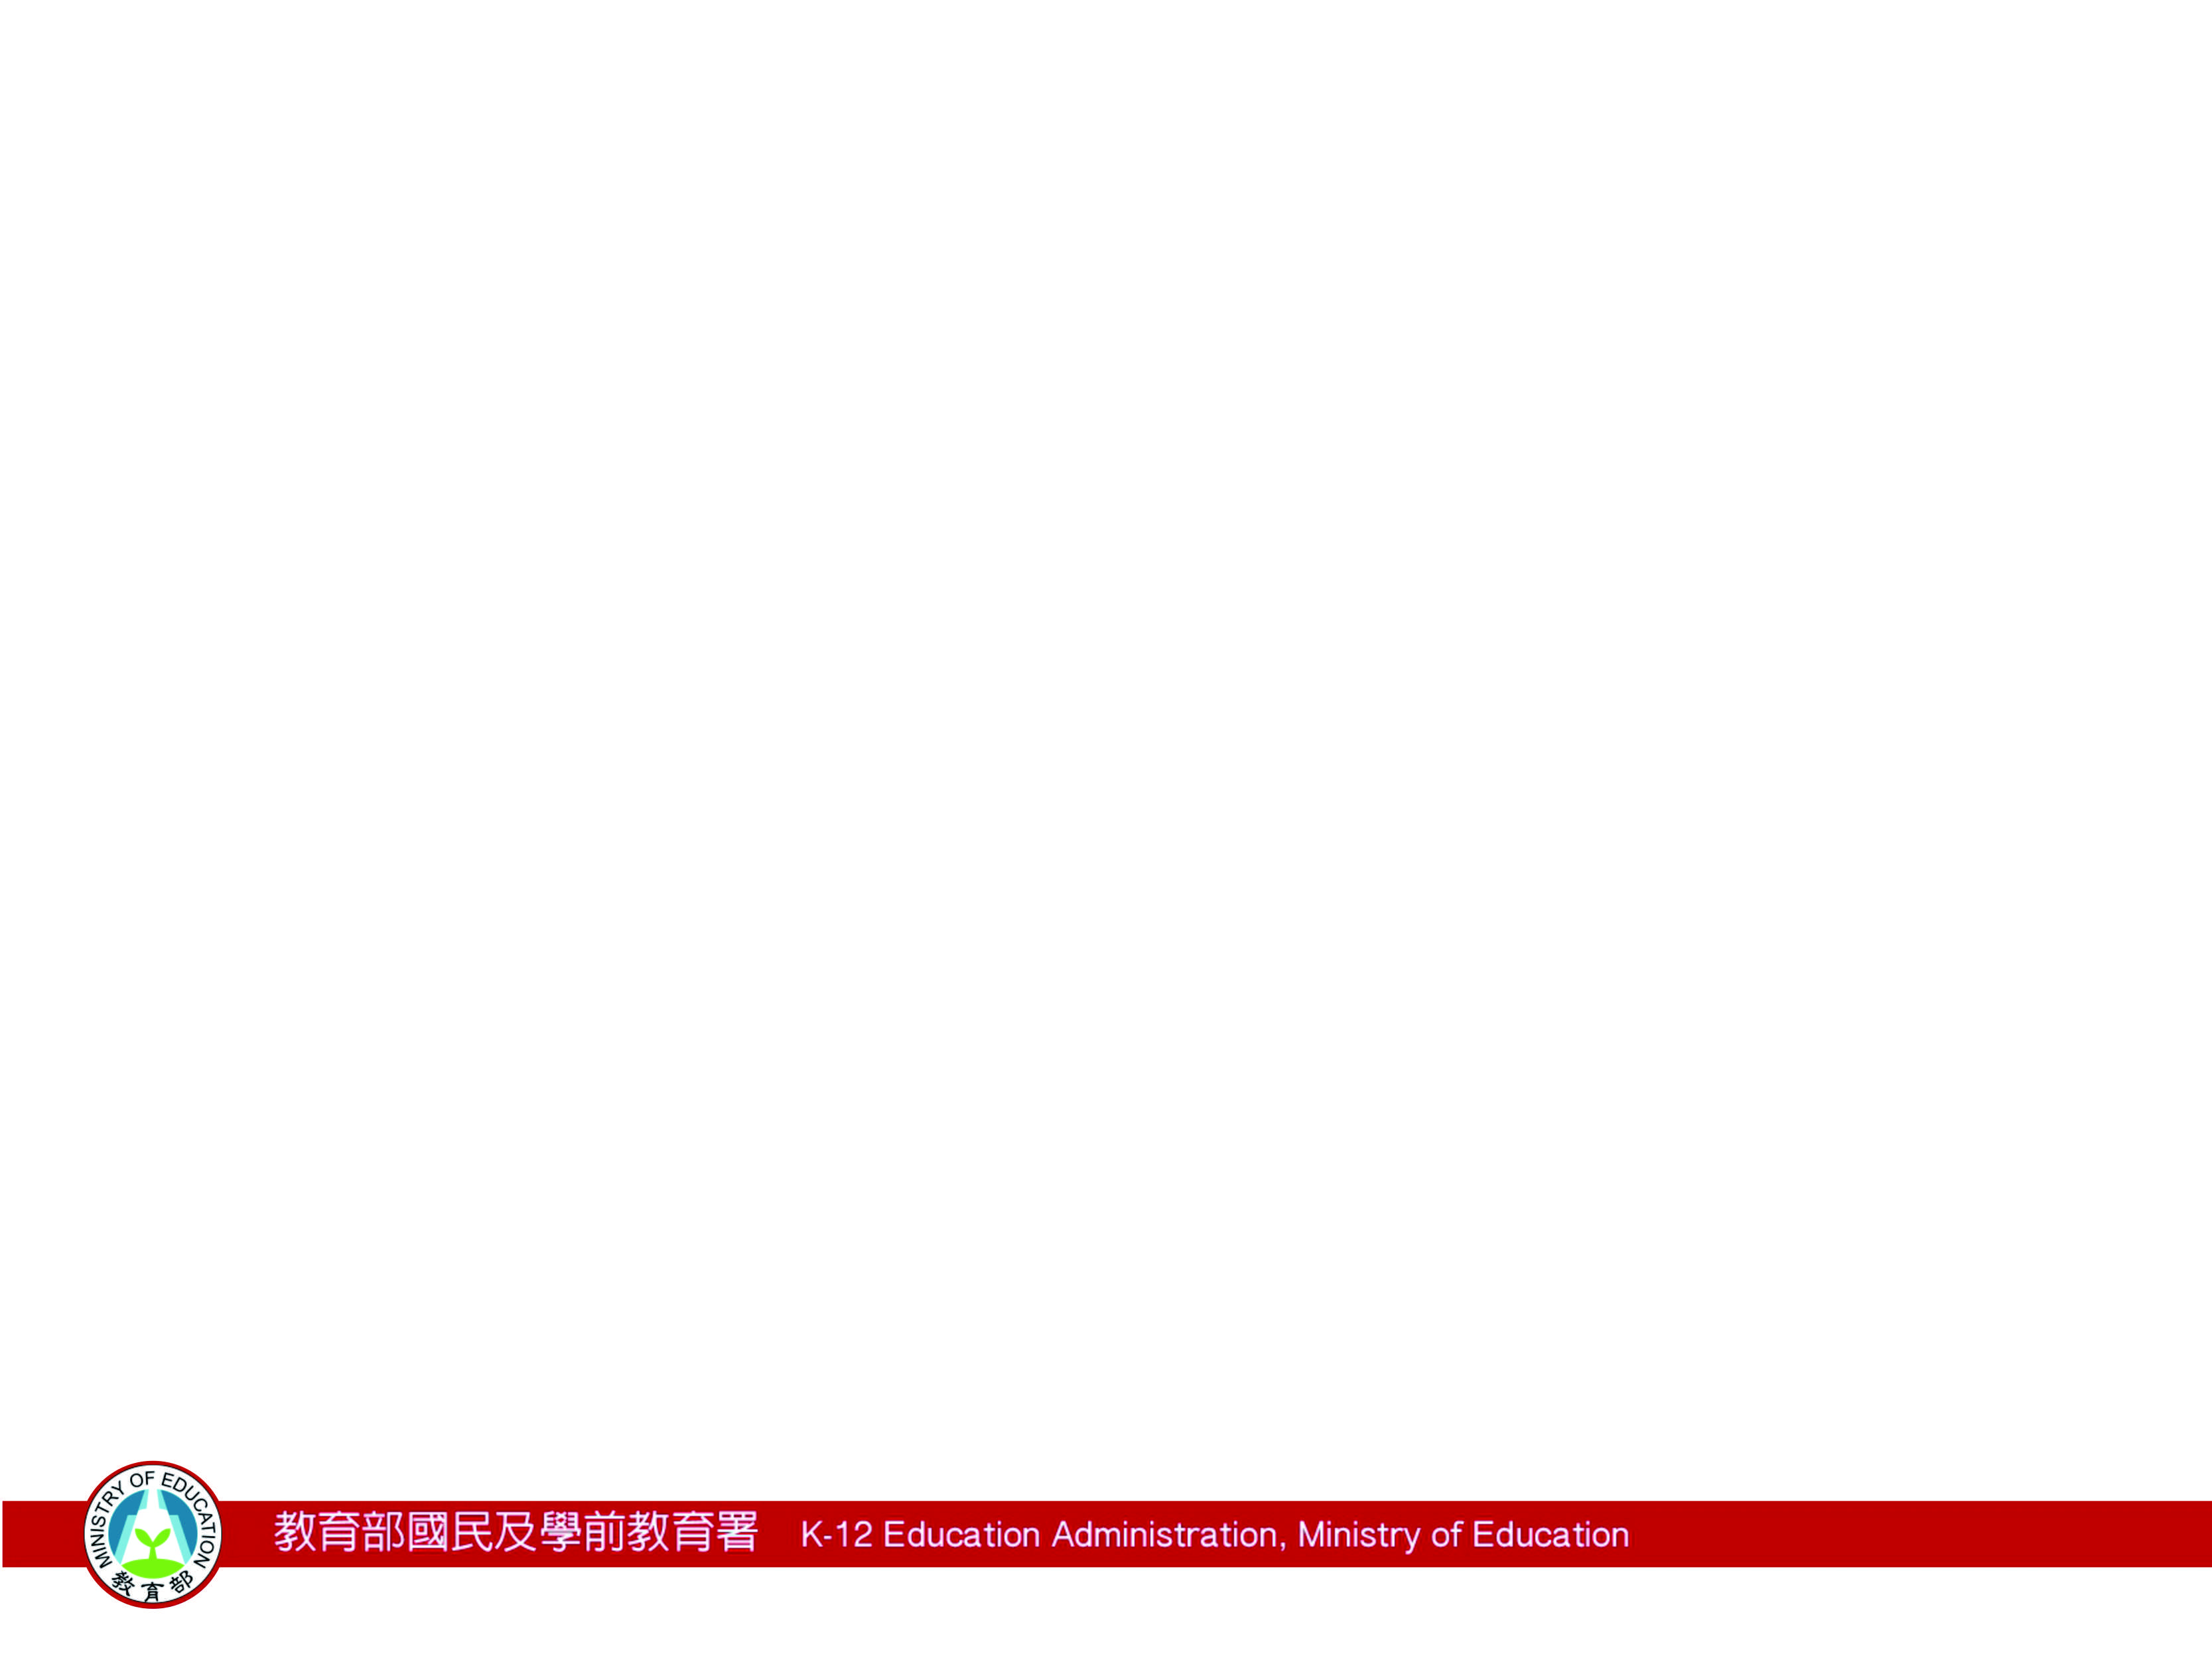 MINISTRY OF EDUCATION
教育部
教育部國民及學前教育署 K-12 Education Administration, Ministry of Education